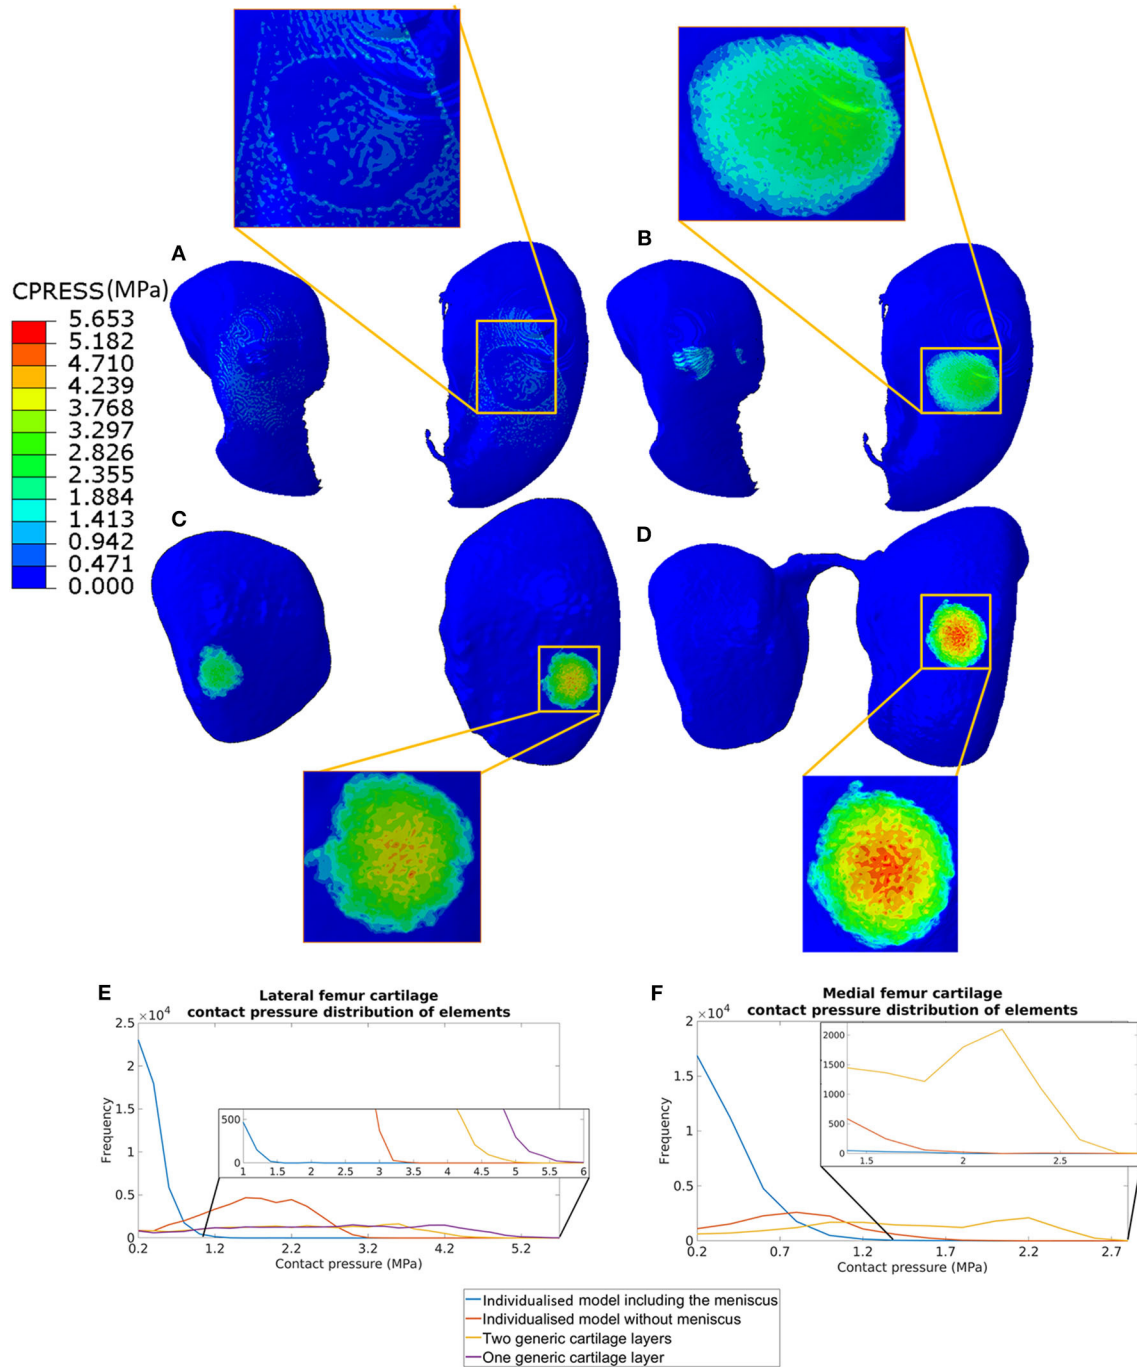 A
B
CPRESS (MPa)
5.653
5.182
4.710
4.239
3.768
3.297
2.826
2.355
1.884
1.413
0.942
0.471
0.000
C
D
E
Lateral femur cartilage
contact pressure distribution of elements
×10⁴
2.5
2
1.5
1
0.5
0
Frequency
500
0
1 1.5 2 2.5 3 3.5 4 4.5 5 5.5 6
0.2 1.2 2.2 3.2 4.2 5.2
Contact pressure (MPa)
F
Medial femur cartilage
contact pressure distribution of elements
×10⁴
2
1.5
1
0.5
0
Frequency
2000
1500
1000
500
0
1.5 2 2.5
0.2 0.7 1.2 1.7 2.2 2.7
Contact pressure (MPa)
Individualised model including the meniscus
Individualised model without meniscus
Two generic cartilage layers
One generic cartilage layer